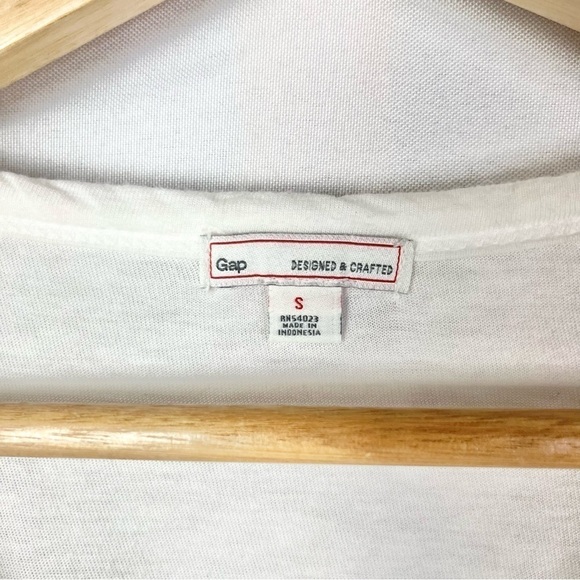 Gap DESIGNED & CRAFTED
S
RN54023
MADE IN
INDONESIA